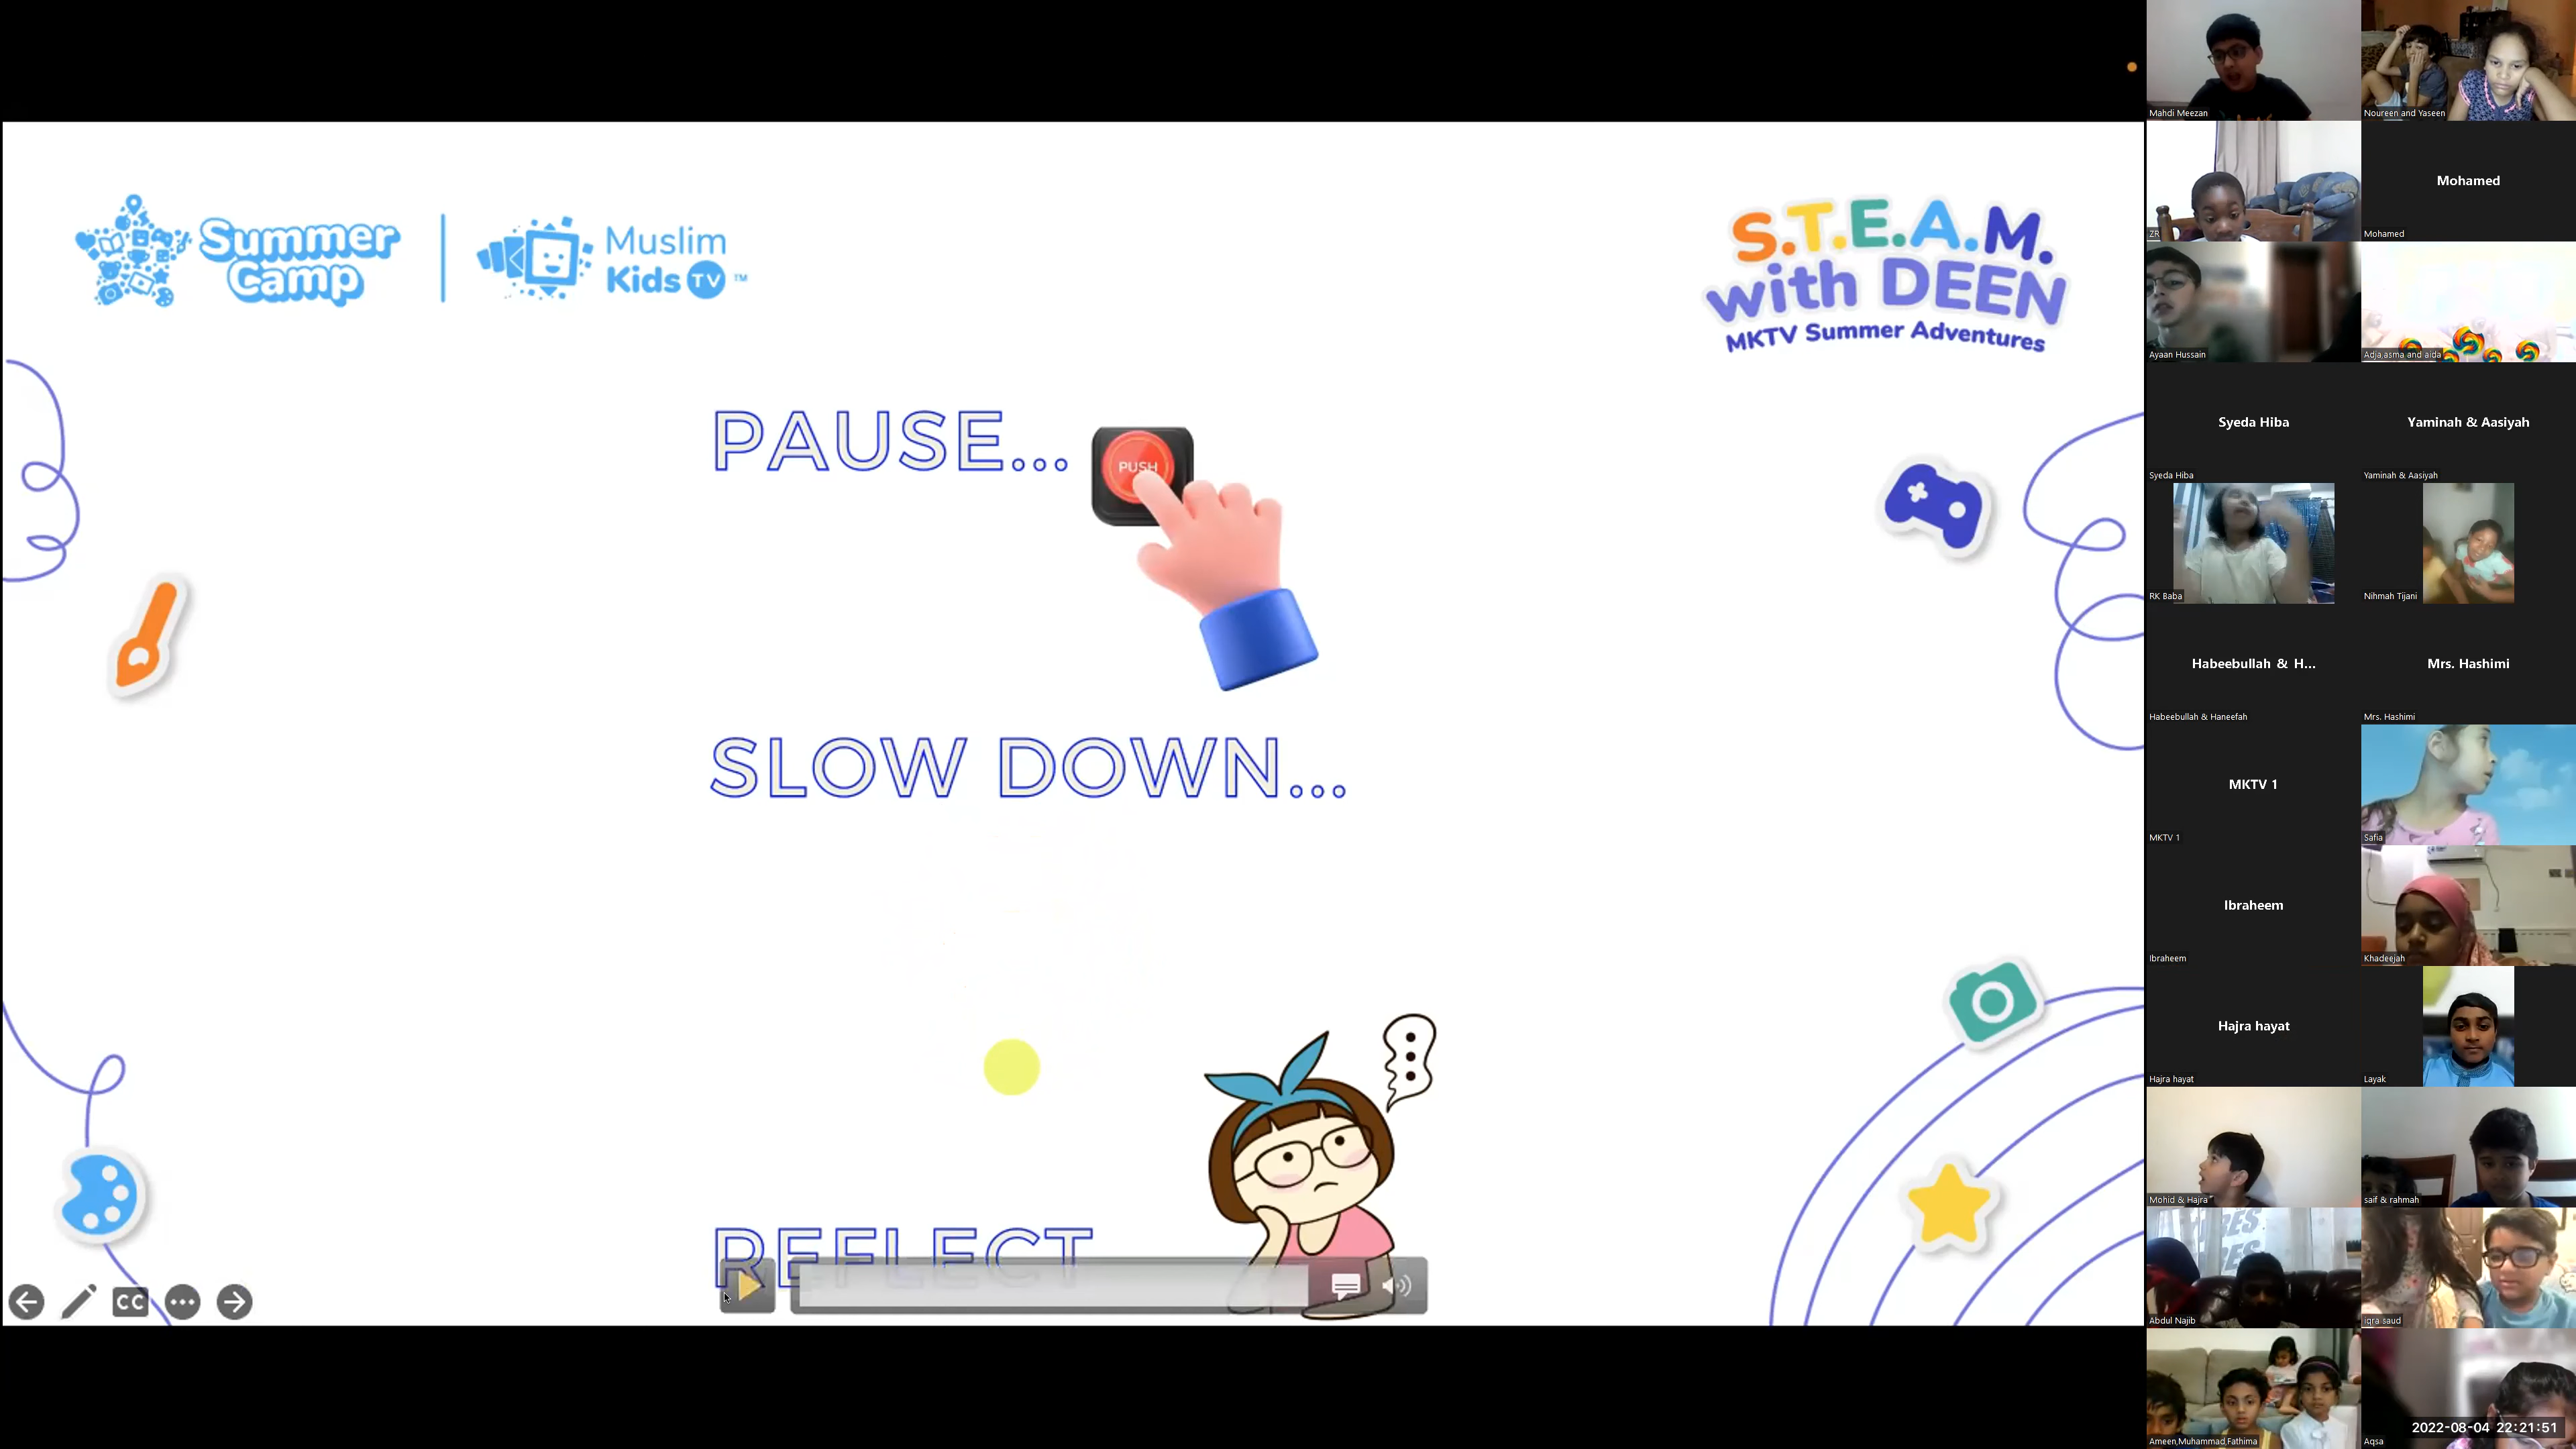 Summer
Camp
Muslim
Kids TV ™
S.T.E.A.M.
with DEEN
MKTV Summer Adventures
PAUSE...
PUSH
SLOW DOWN...
REFLECT
CC
Mahdi Meezan
Noureen and Yaseen
ZR
Mohamed
Mohamed
Ayaan Hussain
Adja,asma and aida
Syeda Hiba
Syeda Hiba
Yaminah & Aasiyah
Yaminah & Aasiyah
RK Baba
Nihmah Tijani
Habeebullah & H...
Habeebullah & Haneefah
Mrs. Hashimi
Mrs. Hashimi
MKTV 1
MKTV 1
Safia
Ibraheem
Ibraheem
Khadeejah
Hajra hayat
Hajra hayat
Layak
Mohid & Hajra
saif & rahmah
Abdul Najib
iqra saud
Ameen,Muhammad,Fathima
Aqsa
2022-08-04 22:21:51